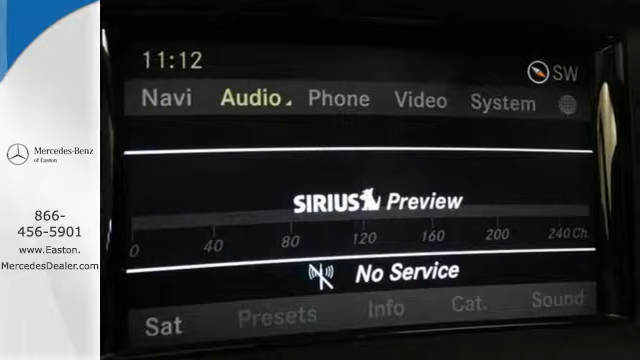 Mercedes-Benz
of Easton
866-
456-5901
www.Easton.
MercedesDealer.com
11:12
SW
Navi Audio Phone Video System
SIRIUS Preview
0 40 80 120 160 200 240 Ch.
No Service
Sat Presets Info Cat. Sound